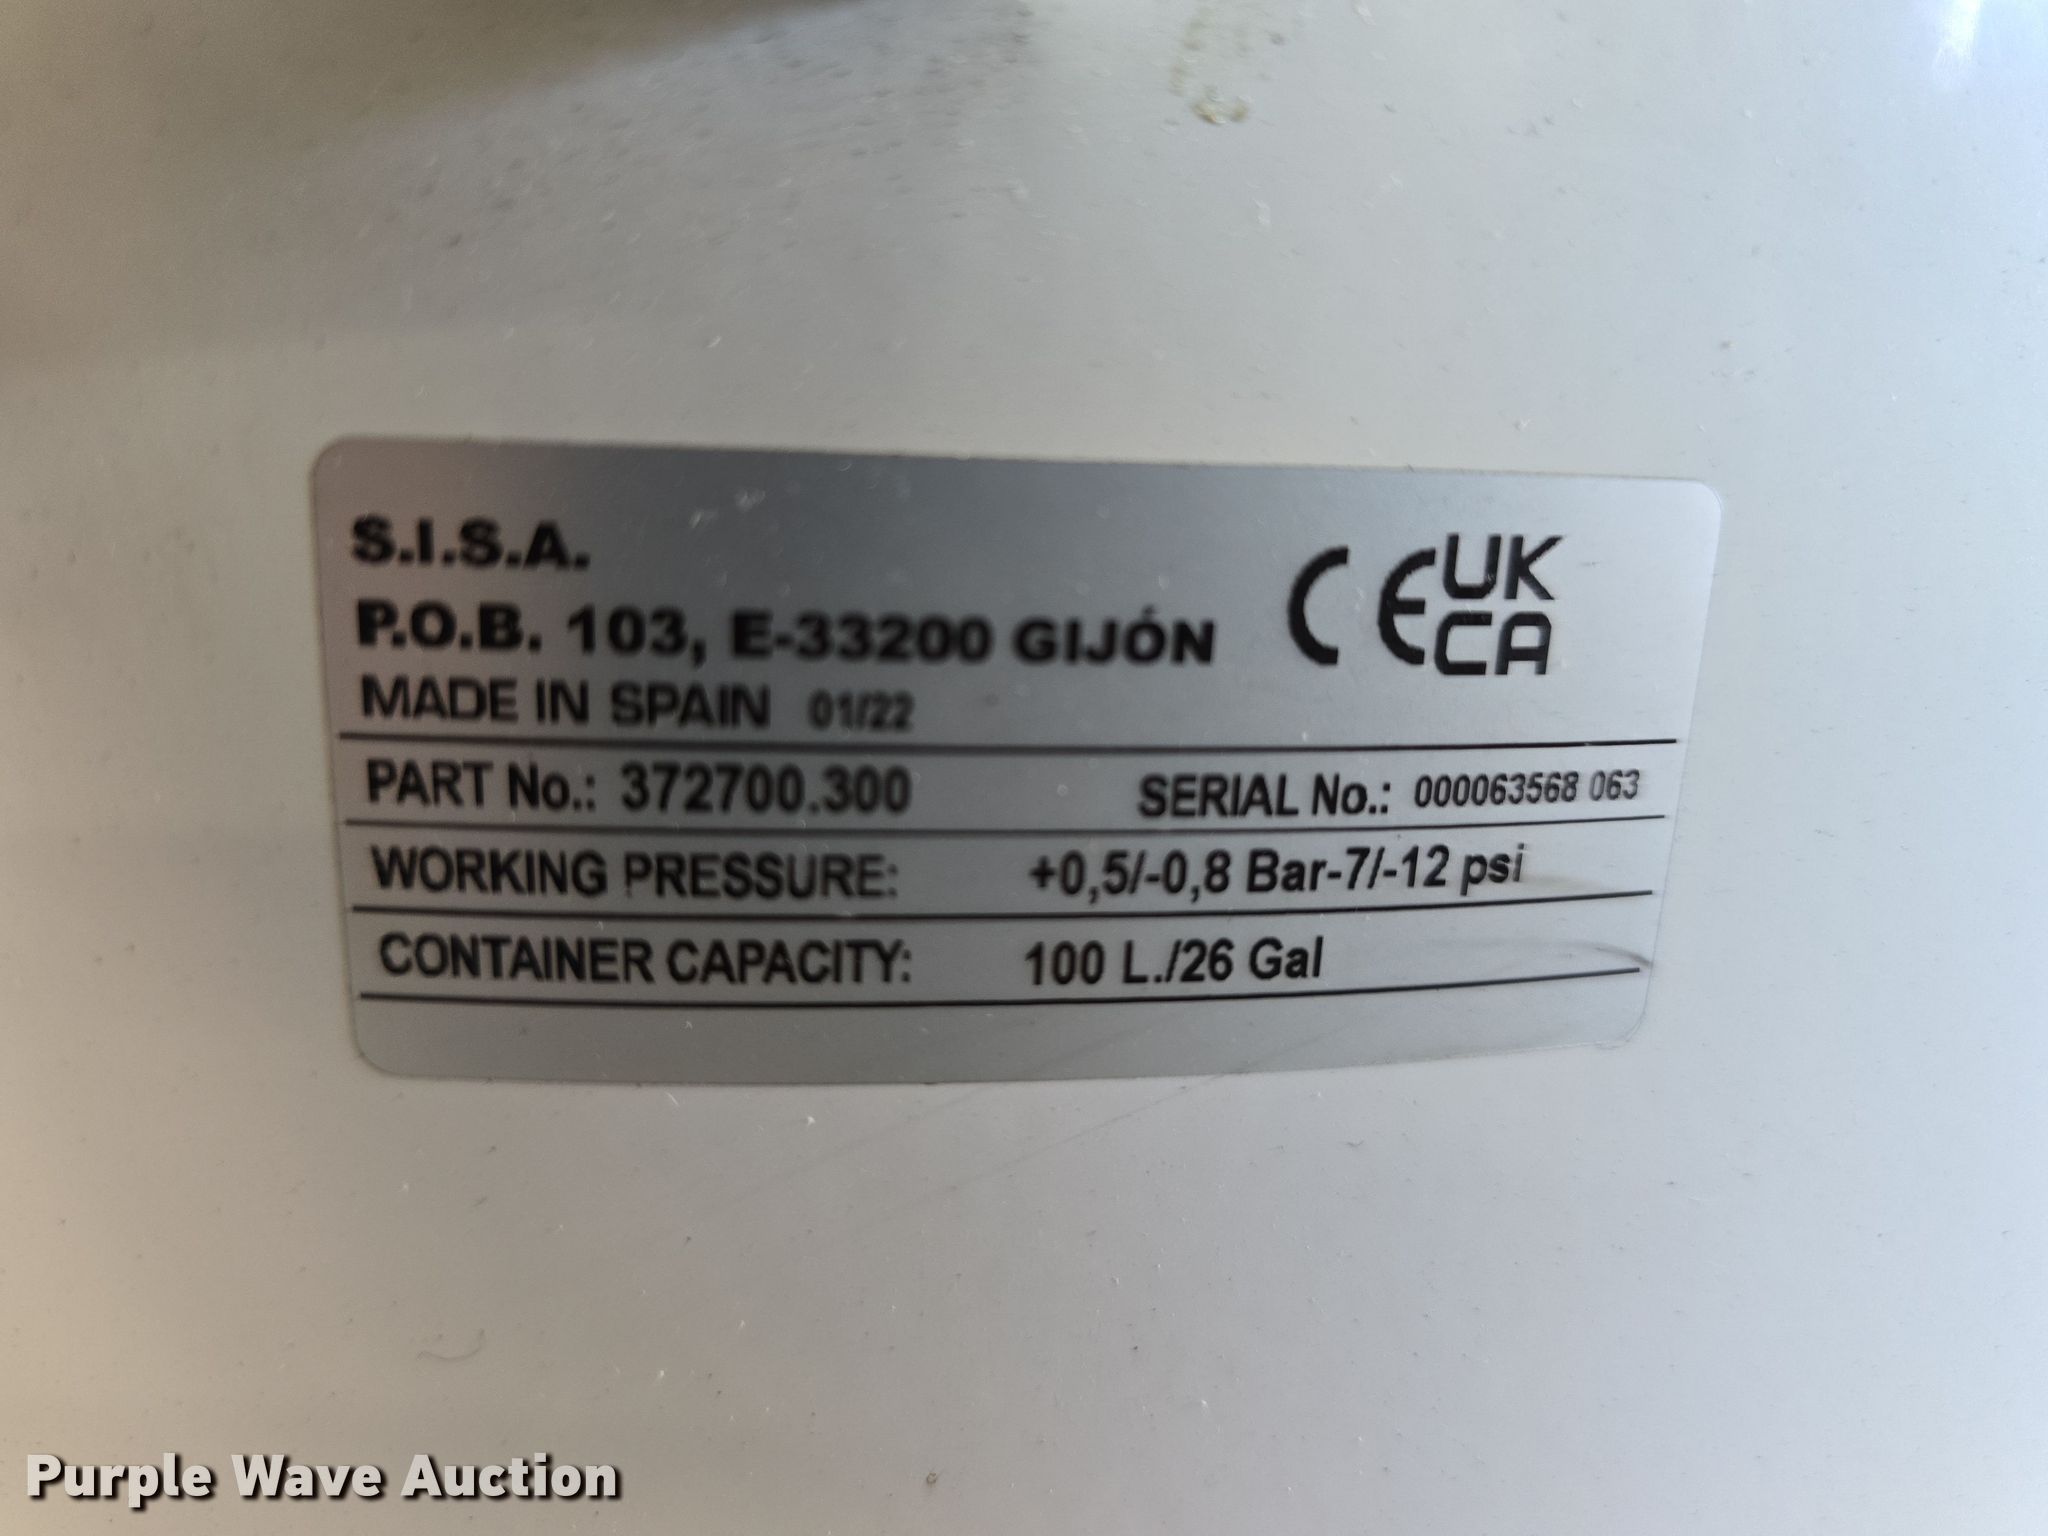 S.I.S.A.
P.O.B. 103, E-33200 GIJÓN
MADE IN SPAIN 01/22
CE UK CA
PART No.: 372700.300 SERIAL No.: 000063568 063
WORKING PRESSURE: +0,5/-0,8 Bar-7/-12 psi
CONTAINER CAPACITY: 100 L./26 Gal
Purple Wave Auction